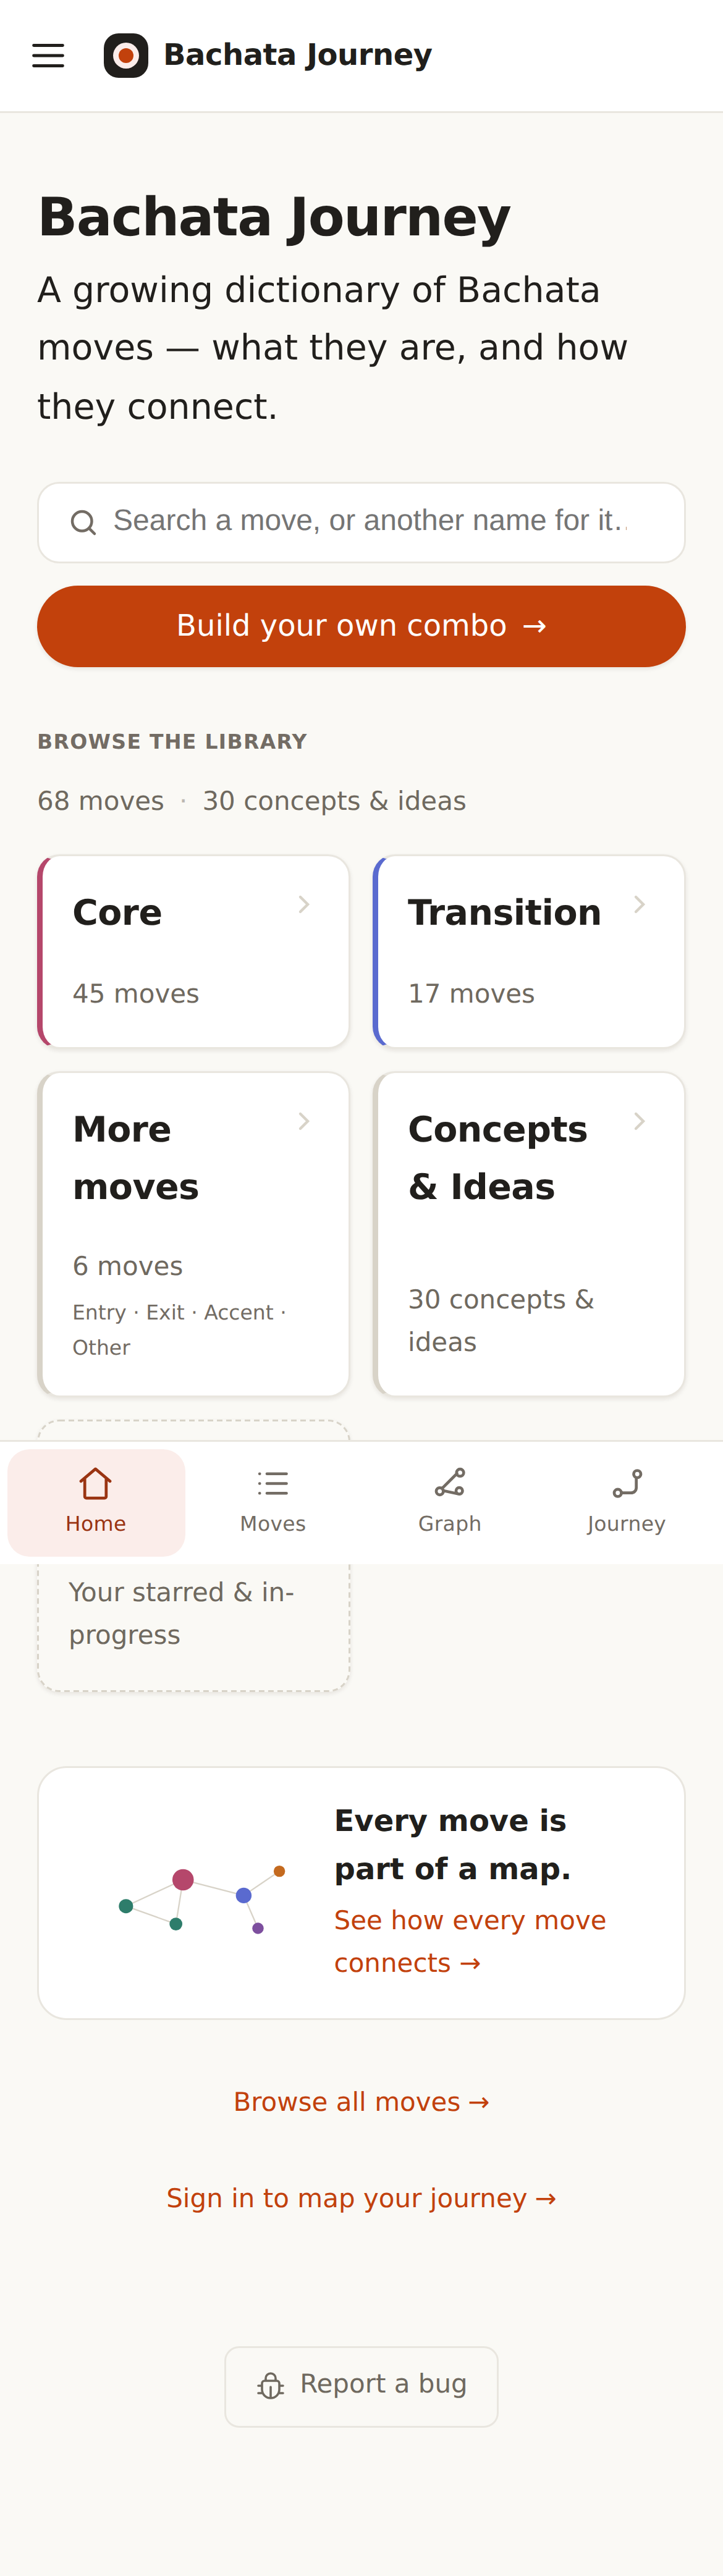 Bachata Journey
Bachata Journey
A growing dictionary of Bachata
moves — what they are, and how
they connect.
Search a move, or another name for it..
Build your own combo →
BROWSE THE LIBRARY
68 moves · 30 concepts & ideas
Core
45 moves
Transition
17 moves
More
moves
6 moves
Entry · Exit · Accent ·
Other
Concepts
& Ideas
30 concepts &
ideas
Home
Moves
Graph
Journey
Your starred & in-
progress
Every move is
part of a map.
See how every move
connects →
Browse all moves →
Sign in to map your journey →
Report a bug